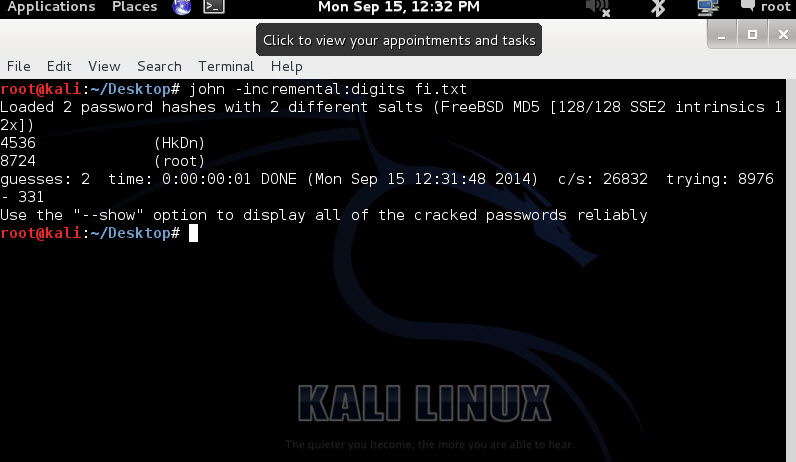 Applications Places Mon Sep 15, 12:32 PM root
Click to view your appointments and tasks
File Edit View Search Terminal Help
root@kali:~/Desktop# john -incremental:digits fi.txt
Loaded 2 password hashes with 2 different salts (FreeBSD MD5 [128/128 SSE2 intrinsics 1
2x])
4536 (HkDn)
8724 (root)
guesses: 2 time: 0:00:00:01 DONE (Mon Sep 15 12:31:48 2014) c/s: 26832 trying: 8976
- 331
Use the "--show" option to display all of the cracked passwords reliably
root@kali:~/Desktop#
KALI LINUX
The quieter you become, the more you are able to hear